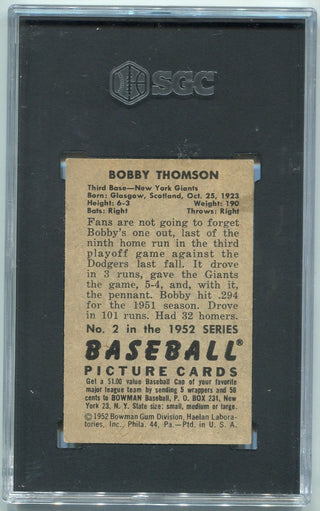 SGC
BOBBY THOMSON
Third Base—New York Giants
Born: Glasgow, Scotland, Oct. 25, 1923
Height: 6-3 Weight: 190
Bats: Right Throws: Right
Fans are not going to forget
Bobby's one out, last of the
ninth home run in the third
playoff game against the
Dodgers last fall. It drove
in 3 runs, gave the Giants
the game, 5-4, and, with it,
the pennant. Bobby hit .294
for the 1951 season. Drove
in 101 runs. Had 32 homers.
No. 2 in the 1952 SERIES
BASEBALL®
PICTURE CARDS
Get a $1.00 value Baseball Cap of your favorite
major league team by sending 5 wrappers and 50
cents to BOWMAN Baseball, P. O. BOX 231, NEW
YORK 23, N. Y. State size: small, medium or large.
©1952 Bowman Gum Division, Haelan Labora-
tories, Inc., Phila. 44, Pa.—Ptd. in U. S. A.